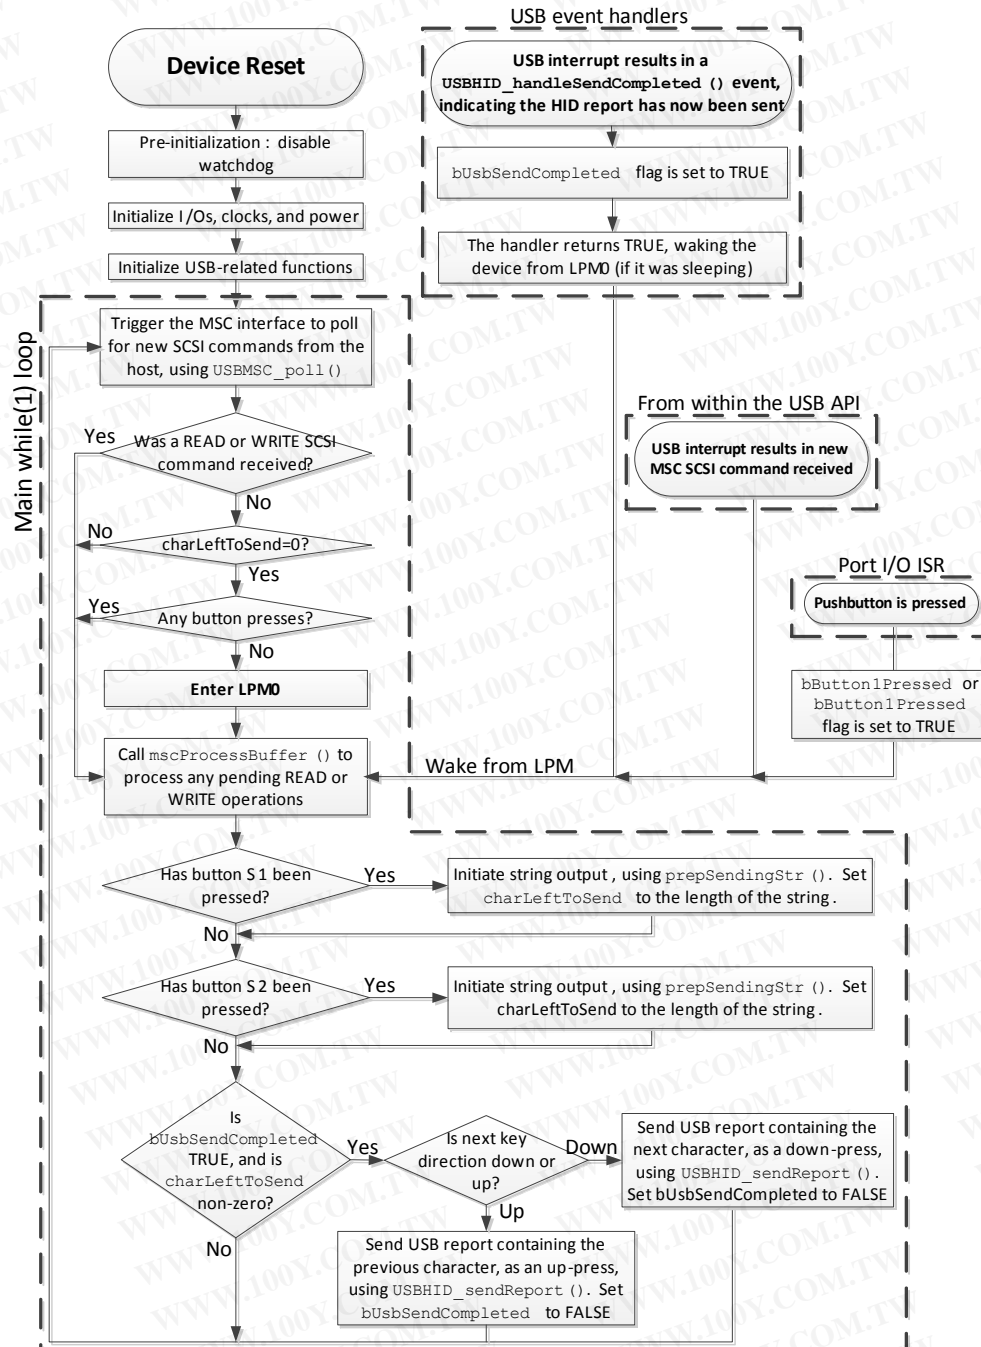 USB event handlers
Device Reset
USB interrupt results in a
USBHID_handleSendCompleted () event,
indicating the HID report has now been sent
Pre-initialization : disable
watchdog
bUsbSendCompleted flag is set to TRUE
Initialize I/Os, clocks, and power
The handler returns TRUE, waking the
device from LPM0 (if it was sleeping)
Initialize USB-related functions
Main while(1) loop
Trigger the MSC interface to poll
for new SCSI commands from the
host, using USBMSC_poll()
From within the USB API
USB interrupt results in new
MSC SCSI command received
Yes
Was a READ or WRITE SCSI
command received?
No
No
charLeftToSend=0?
Yes
Port I/O ISR
Pushbutton is pressed
Yes
Any button presses?
No
Enter LPM0
bButton1Pressed or
bButton1Pressed
flag is set to TRUE
Call mscProcessBuffer () to
process any pending READ or
WRITE operations
Wake from LPM
Has button S1 been
pressed?
Yes
Initiate string output , using prepSendingStr (). Set
charLeftToSend to the length of the string .
No
Has button S2 been
pressed?
Yes
Initiate string output , using prepSendingStr (). Set
charLeftToSend to the length of the string .
No
Is
bUsbSendCompleted
TRUE, and is
charLeftToSend
non-zero?
Yes
Is next key
direction down or
up?
Down
Send USB report containing the
next character, as a down-press,
using USBHID_sendReport ().
Set bUsbSendCompleted to FALSE
Up
No
Send USB report containing the
previous character, as an up-press,
using USBHID_sendReport (). Set
bUsbSendCompleted to FALSE
WWW.100Y.COM.TW